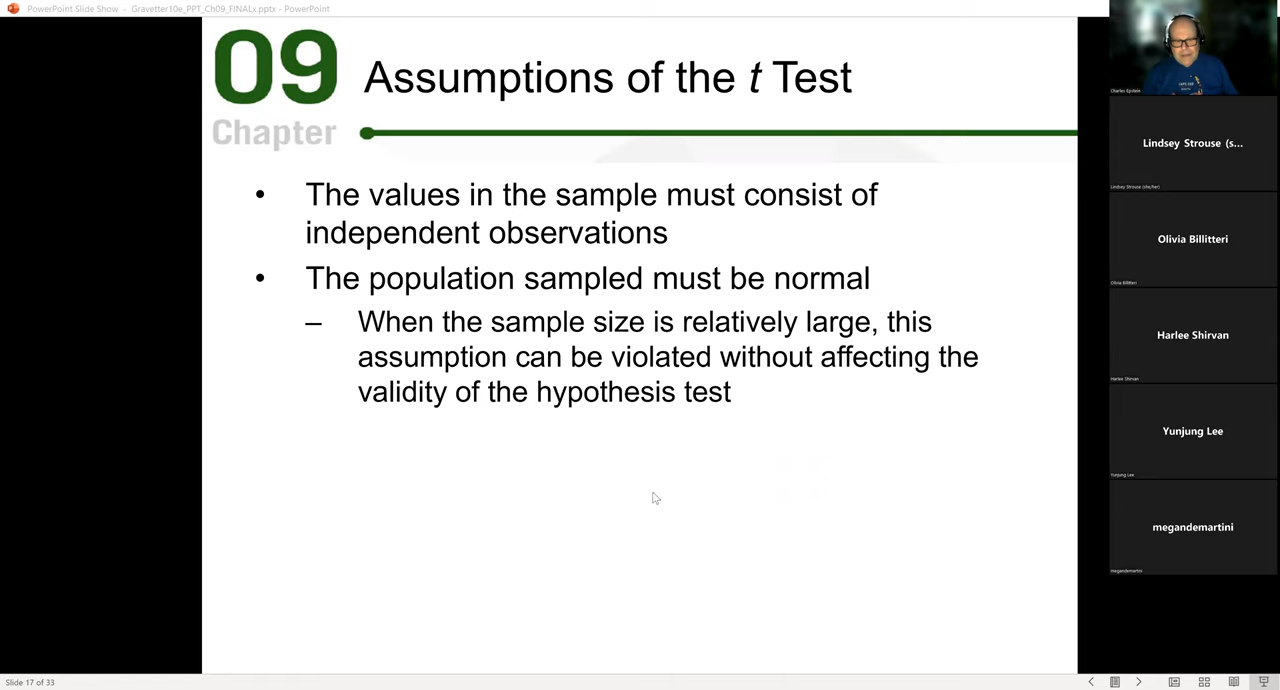 PowerPoint Slide Show - Gravetter10e_PPT_Ch09_FINALx.pptx - PowerPoint
09
Chapter
Assumptions of the t Test
• The values in the sample must consist of
independent observations
• The population sampled must be normal
– When the sample size is relatively large, this
assumption can be violated without affecting the
validity of the hypothesis test
Charles Epstein
Lindsey Strouse (s...
Lindsey Strouse (she/her)
Olivia Billitteri
Olivia Billitteri
Harlee Shirvan
Harlee Shirvan
Yunjung Lee
Yunjung Lee
megandemartini
megandemartini
Slide 17 of 33